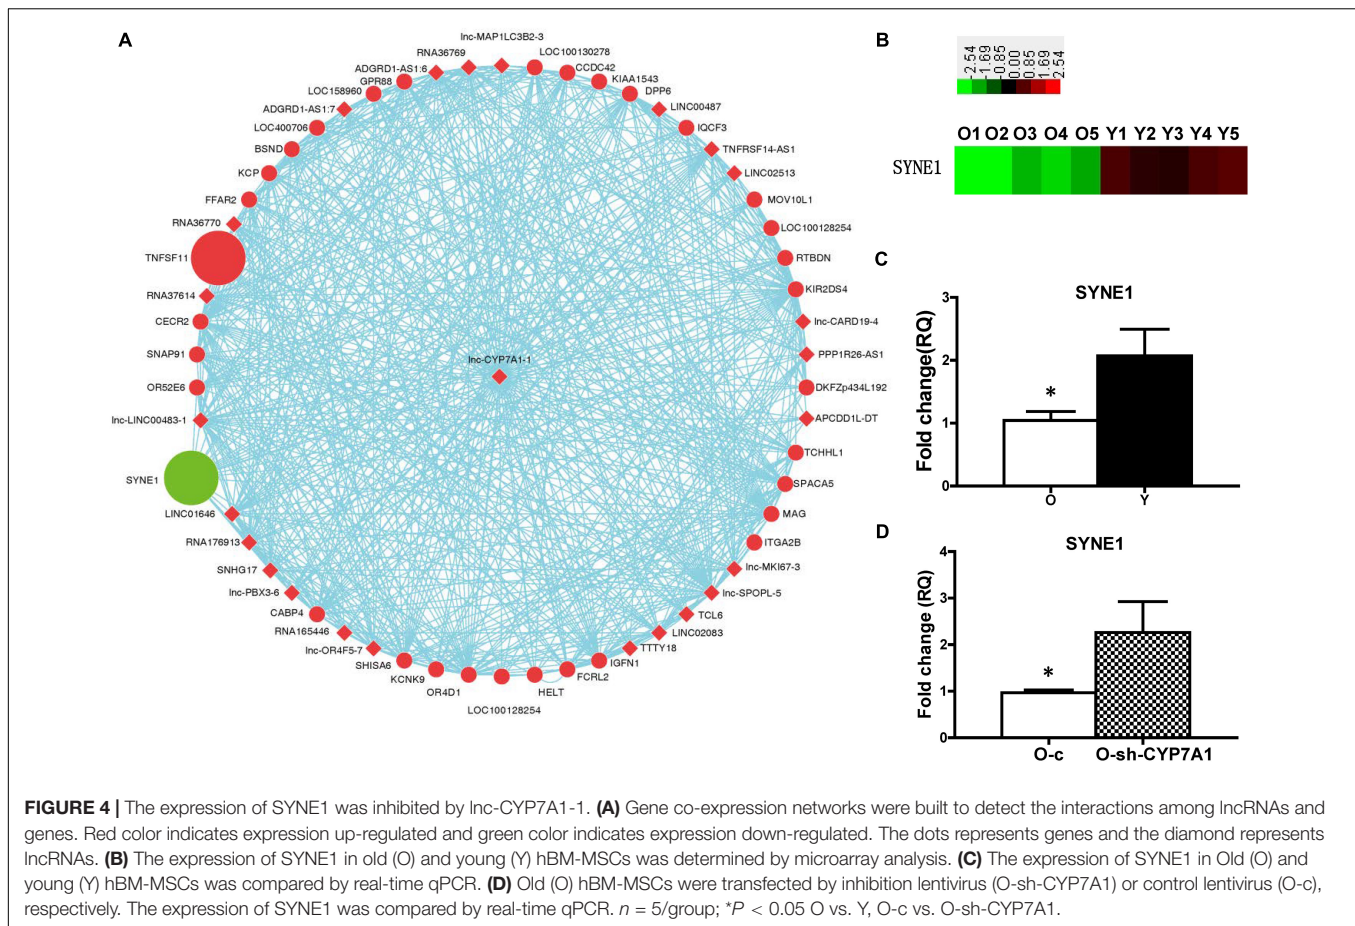 A
lnc-MAP1LC3B2-3
RNA36769
LOC100130278
ADGRD1-AS1:6
CCDC42
GPR88
KIAA1543
LOC158960
DPP6
ADGRD1-AS1:7
LINC00487
LOC400706
IQCF3
BSND
TNFRSF14-AS1
KCP
LINC02513
FFAR2
MOV10L1
RNA36770
LOC100128254
TNFSF11
RTBDN
RNA37614
KIR2DS4
CECR2
lnc-CARD19-4
SNAP91
PPP1R26-AS1
lnc-CYP7A1-1
OR52E6
DKFZp434L192
lnc-LINC00483-1
APCDD1L-DT
TCHHL1
SYNE1
SPACA5
LINC01646
MAG
RNA176913
ITGA2B
SNHG17
lnc-MKI67-3
lnc-PBX3-6
lnc-SPOPL-5
CABP4
TCL6
RNA165446
LINC02083
lnc-OR4F5-7
TTTY18
SHISA6
IGFN1
KCNK9
FCRL2
OR4D1
HELT
LOC100128254
B
-2.54
-1.69
-0.85
0.00
0.85
1.69
2.54
O1 O2 O3 O4 O5 Y1 Y2 Y3 Y4 Y5
SYNE1
C
SYNE1
Fold change(RQ)
3
2
1
0
*
O Y
D
SYNE1
Fold change (RQ)
4
3
2
1
0
*
O-c O-sh-CYP7A1
FIGURE 4 | The expression of SYNE1 was inhibited by lnc-CYP7A1-1. (A) Gene co-expression networks were built to detect the interactions among lncRNAs and
genes. Red color indicates expression up-regulated and green color indicates expression down-regulated. The dots represents genes and the diamond represents
lncRNAs. (B) The expression of SYNE1 in old (O) and young (Y) hBM-MSCs was determined by microarray analysis. (C) The expression of SYNE1 in Old (O) and
young (Y) hBM-MSCs was compared by real-time qPCR. (D) Old (O) hBM-MSCs were transfected by inhibition lentivirus (O-sh-CYP7A1) or control lentivirus (O-c),
respectively. The expression of SYNE1 was compared by real-time qPCR. n = 5/group; *P < 0.05 O vs. Y, O-c vs. O-sh-CYP7A1.